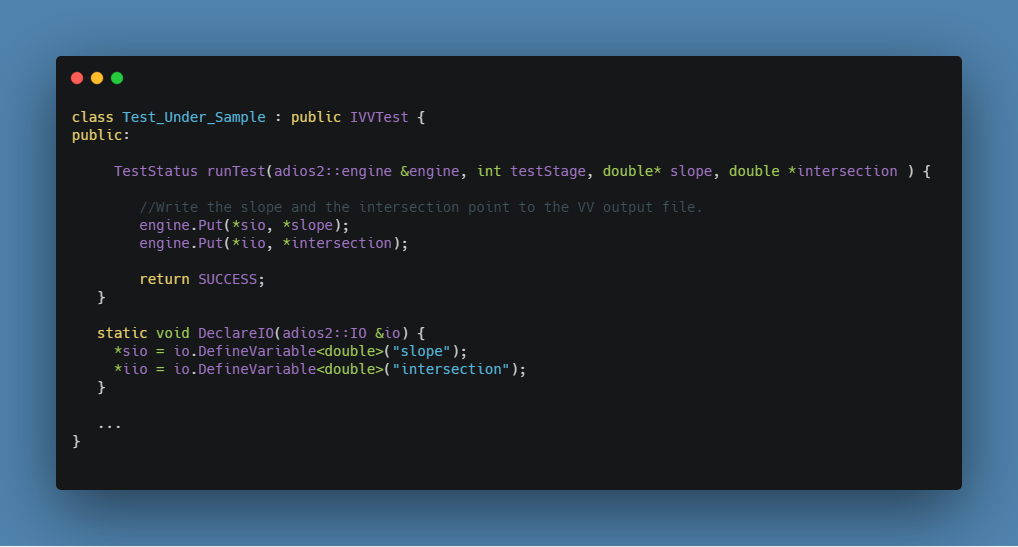 class Test_Under_Sample : public IVVTest {
public:
TestStatus runTest(adios2::engine &engine, int testStage, double* slope, double *intersection ) {
//Write the slope and the intersection point to the VV output file.
engine.Put(*sio, *slope);
engine.Put(*iio, *intersection);
return SUCCESS;
}
static void DeclareIO(adios2::IO &io) {
*sio = io.DefineVariable<double>("slope");
*iio = io.DefineVariable<double>("intersection");
}
...
}